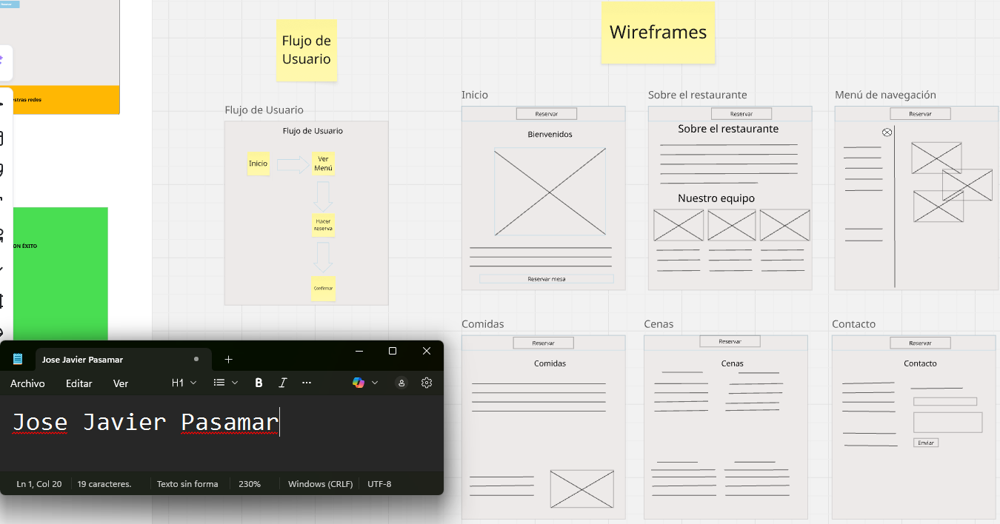 stras redes
ON ÉXITO
Flujo de
Usuario
Flujo de Usuario
Flujo de Usuario
Inicio
Ver
Menú
Hacer
reserva
Confirmar
Wireframes
Inicio
Reservar
Bienvenidos
Reservar mesa
Sobre el restaurante
Reservar
Sobre el restaurante
Nuestro equipo
Menú de navegación
Reservar
Comidas
Reservar
Comidas
Cenas
Reservar
Cenas
Contacto
Reservar
Contacto
Enviar
Jose Javier Pasamar
Archivo Editar Ver H1 B I
Jose Javier Pasamar
Ln 1, Col 20 19 caracteres. Texto sin forma 230% Windows (CRLF) UTF-8